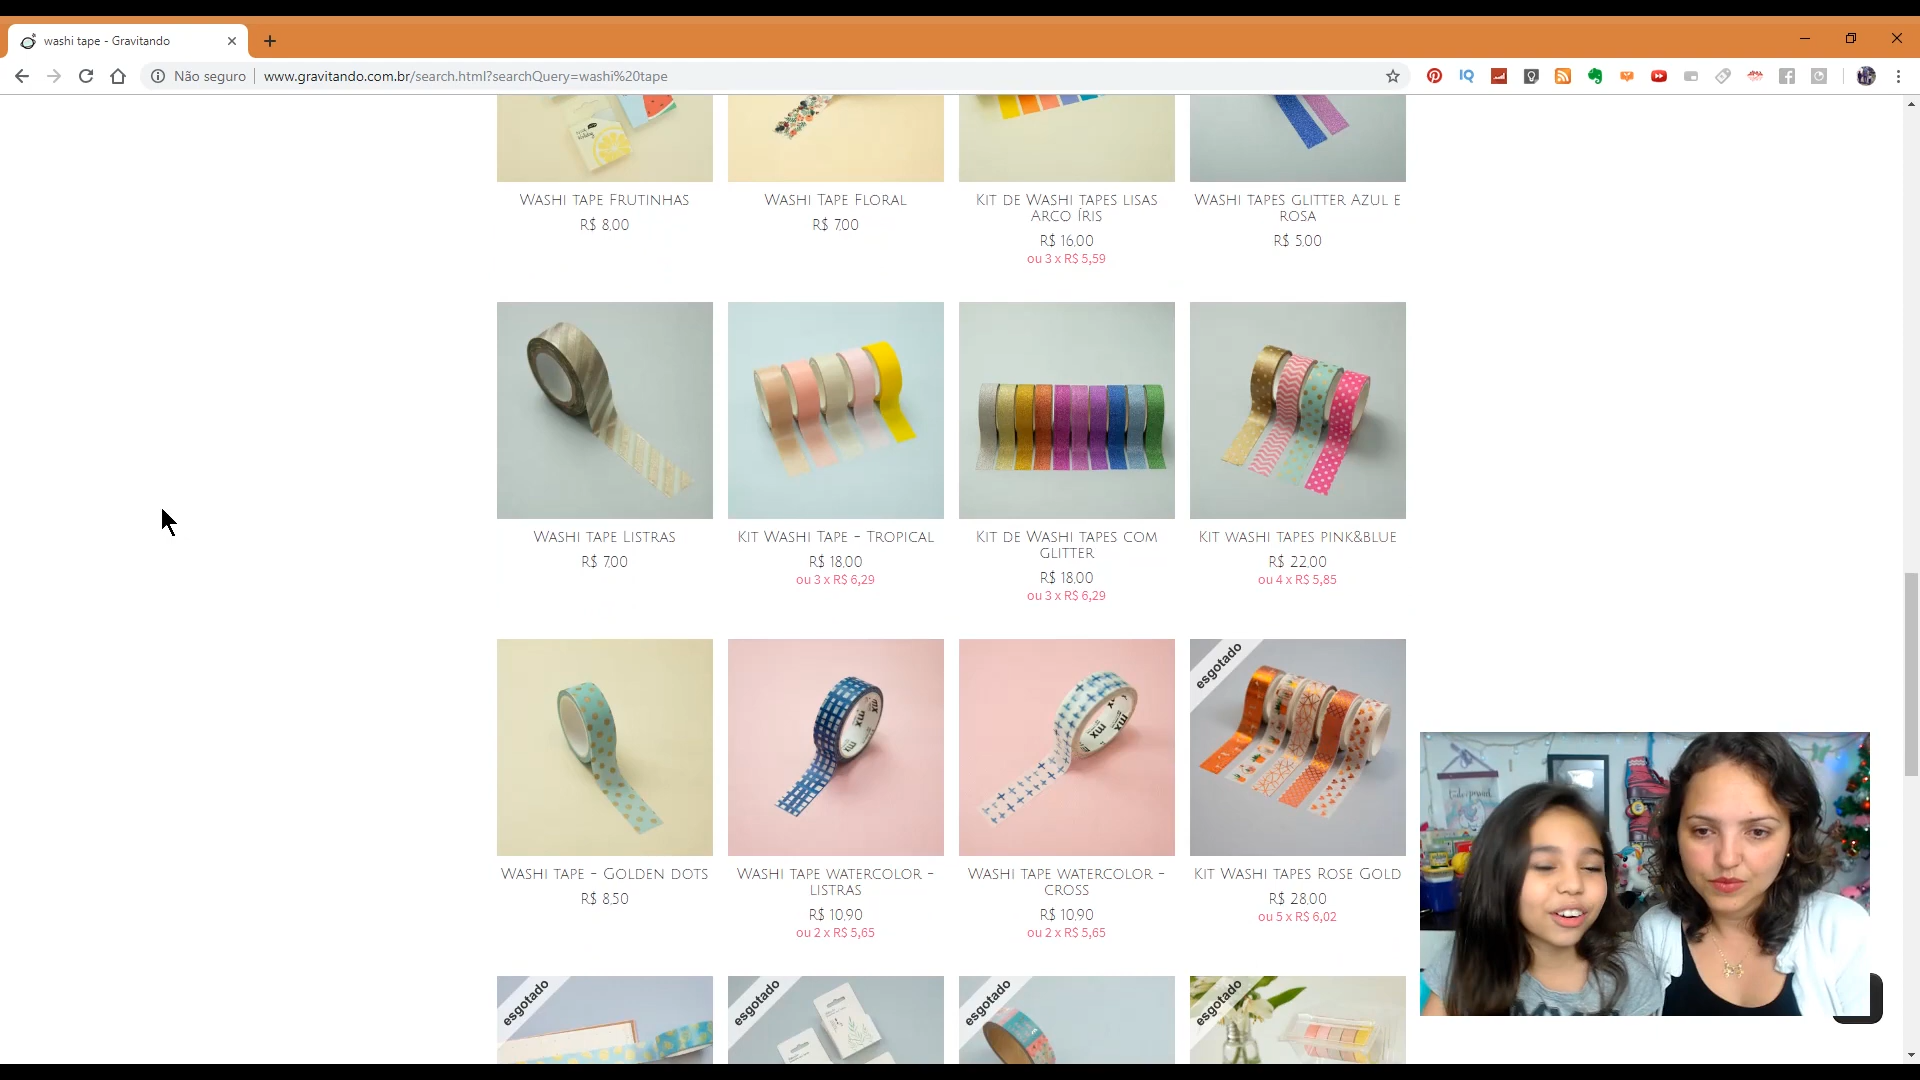 washi tape - Gravitando
Não seguro
www.gravitando.com.br/search.html?searchQuery=washi%20tape
Washi tape Frutinhas
R$ 8,00
Washi Tape Floral
R$ 7,00
Kit de Washi tapes lisas
Arco Íris
R$ 16,00
ou 3 x R$ 5,59
Washi tapes glitter Azul e
rosa
R$ 5,00
Washi tape Listras
R$ 7,00
Kit Washi Tape - Tropical
R$ 18,00
ou 3 x R$ 6,29
Kit de Washi tapes com
glitter
R$ 18,00
ou 3 x R$ 6,29
Kit washi tapes pink&blue
R$ 22,00
ou 4 x R$ 5,85
esgotado
mx
mx
Washi tape - Golden dots
R$ 8,50
Washi tape watercolor -
listras
R$ 10,90
ou 2 x R$ 5,65
Washi tape watercolor -
cross
R$ 10,90
ou 2 x R$ 5,65
Kit Washi tapes Rose Gold
R$ 28,00
ou 5 x R$ 6,02
esgotado
esgotado
esgotado
esgotado